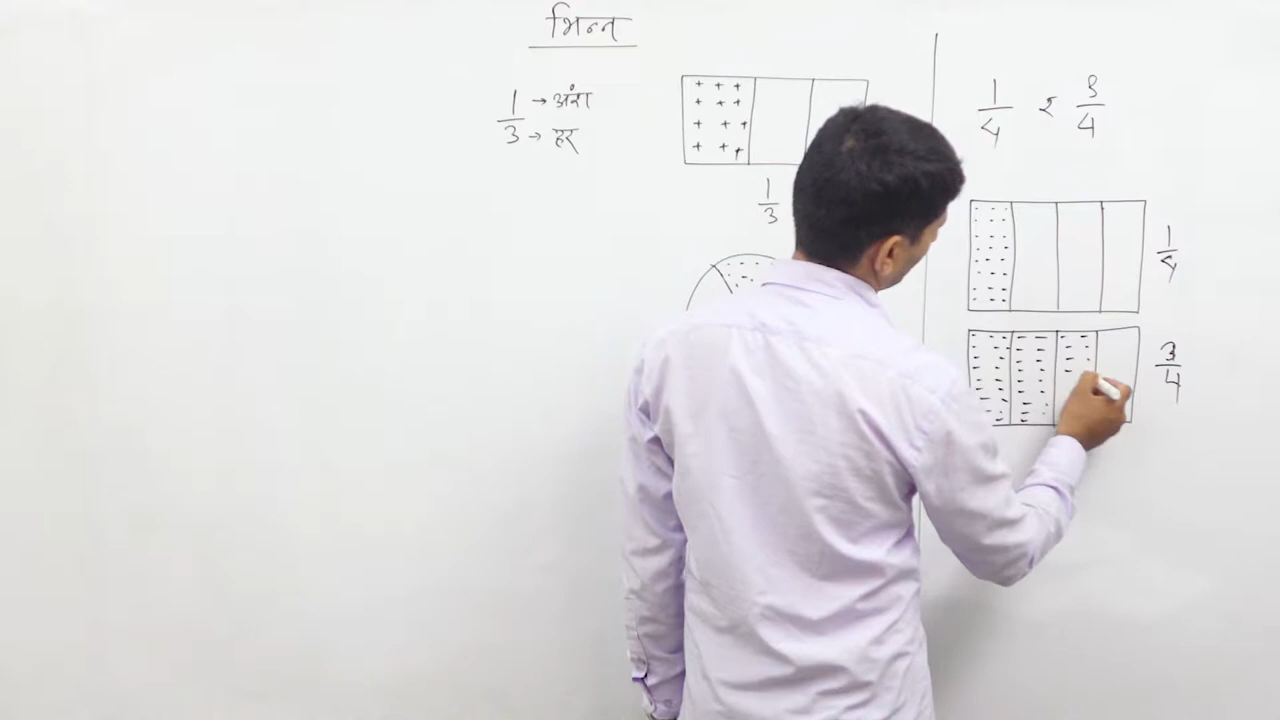 भिन्न
1/3 → अंश
→ हर
1/3
1/4 र 3/4
1/4
3/4